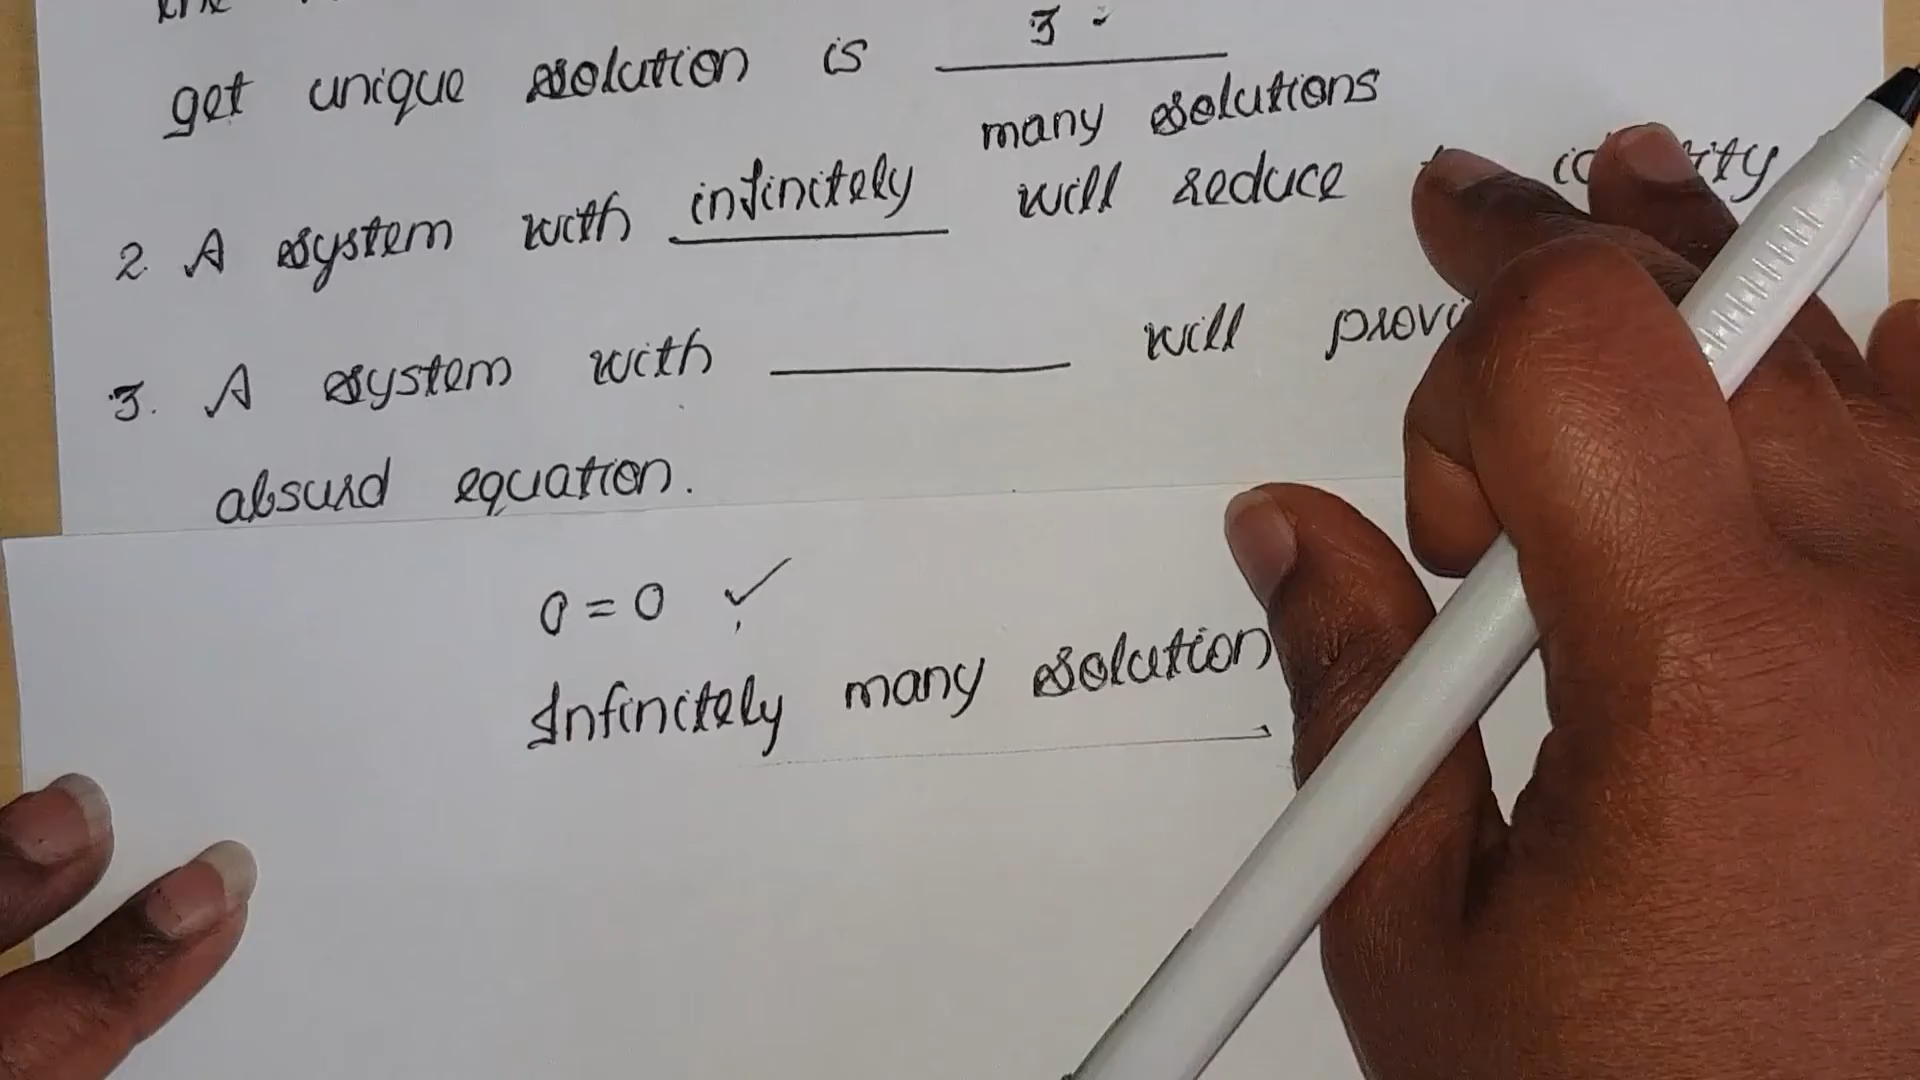 get unique solution is 3
many solutions
2. A system with infinitely will reduce
3. A system with ________ will
absurd equation.
0 = 0 ✓
Infinitely many solution